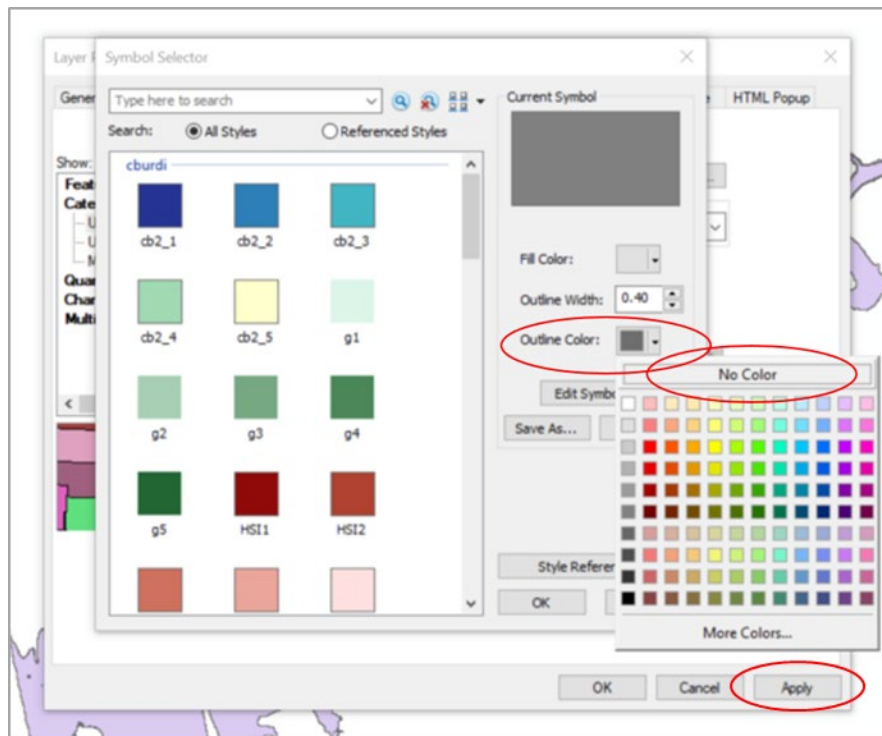 Layer
Symbol Selector
Gener
HTML Popup
Type here to search
Search:
All Styles
Referenced Styles
Current Symbol
Show:
Feat
Cate
U
U
M
Quar
Char
Multi
cburdi
cb2_1
cb2_2
cb2_3
cb2_4
cb2_5
g1
g2
g3
g4
g5
HSI1
HSI2
Fill Color:
Outline Width:
0.40
Outline Color:
No Color
Edit Symbo
Save As...
Style Refere
OK
More Colors...
OK
Cancel
Apply